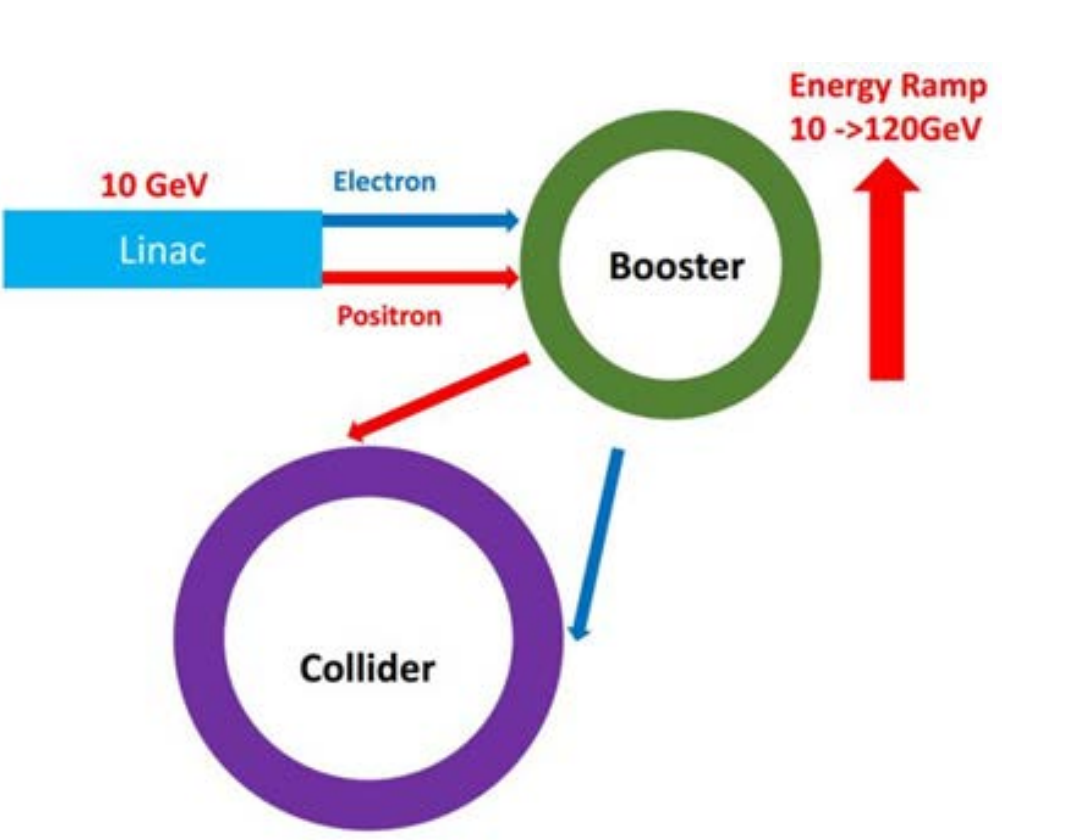 Energy Ramp
10 ->120GeV
10 GeV
Electron
Linac
Booster
Positron
Collider